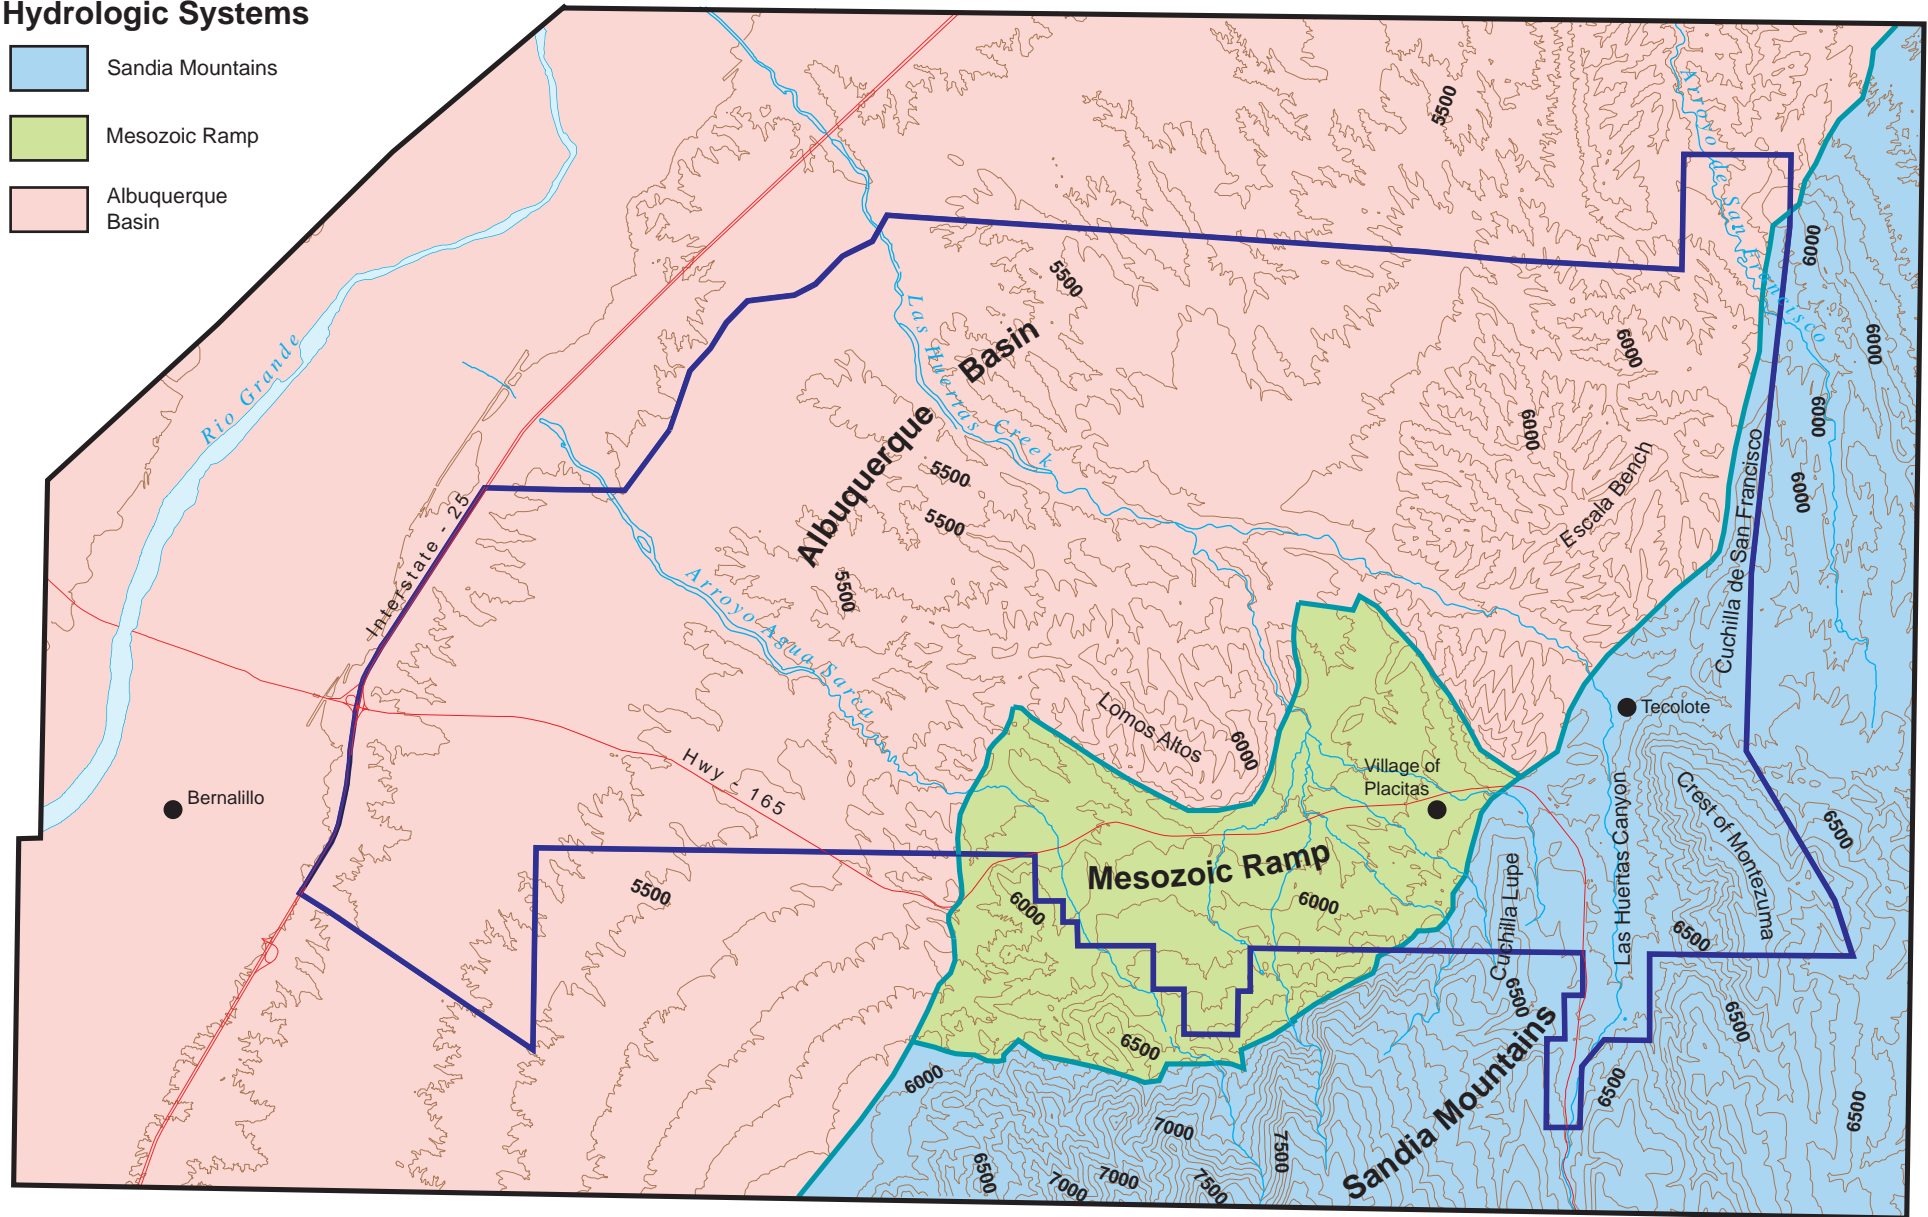 Hydrologic Systems
Sandia Mountains
Mesozoic Ramp
Albuquerque
Basin
Arroyo de San Francisco
5500
6000
5500
Rio Grande
Las Huertas Creek
Basin
Albuquerque
6000
6000
6000
6000
6000
5500
5500
5500
Escala Bench
Interstate - 25
Cuchilla de San Francisco
Arroyo Agua Sarca
Lomos Altos
6000
Tecolote
Hwy - 165
Village of
Placitas
Bernalillo
Crest of Montezuma
Las Huertas Canyon
6500
Mesozoic Ramp
Cuchilla Lupe
5500
6000
6000
6500
6500
6500
6500
6000
Sandia Mountains
6500
6500
7000
7500
6500
7000
7000
7500